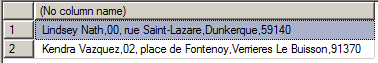 (No column name)
1 Lindsey Nath,00, rue Saint-Lazare,Dunkerque,59140
2 Kendra Vazquez,02, place de Fontenoy,Verrieres Le Buisson,91370